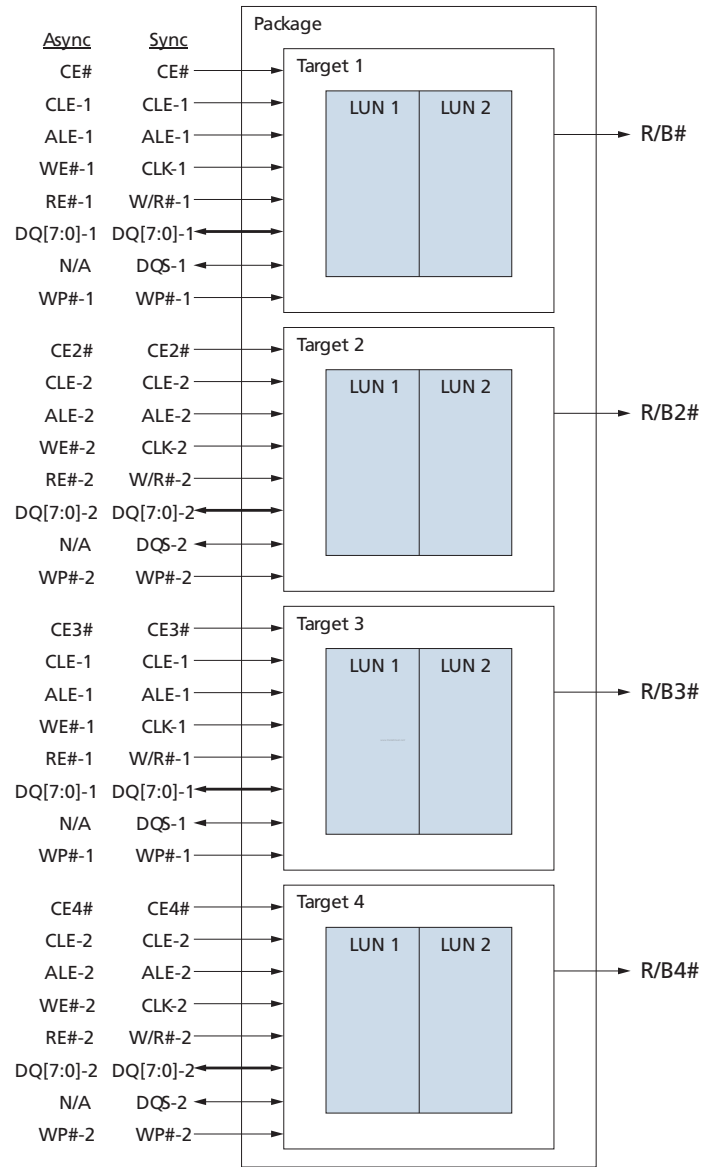 Package
Async Sync
Target 1
CE# CE#
LUN 1 LUN 2
CLE-1 CLE-1
ALE-1 ALE-1
R/B#
WE#-1 CLK-1
RE#-1 W/R#-1
DQ[7:0]-1 DQ[7:0]-1
N/A DQS-1
WP#-1 WP#-1
Target 2
CE2# CE2#
LUN 1 LUN 2
CLE-2 CLE-2
ALE-2 ALE-2
R/B2#
WE#-2 CLK-2
RE#-2 W/R#-2
DQ[7:0]-2 DQ[7:0]-2
N/A DQS-2
WP#-2 WP#-2
Target 3
CE3# CE3#
LUN 1 LUN 2
CLE-1 CLE-1
ALE-1 ALE-1
R/B3#
WE#-1 CLK-1
RE#-1 W/R#-1
DQ[7:0]-1 DQ[7:0]-1
N/A DQS-1
WP#-1 WP#-1
Target 4
CE4# CE4#
LUN 1 LUN 2
CLE-2 CLE-2
ALE-2 ALE-2
R/B4#
WE#-2 CLK-2
RE#-2 W/R#-2
DQ[7:0]-2 DQ[7:0]-2
N/A DQS-2
WP#-2 WP#-2